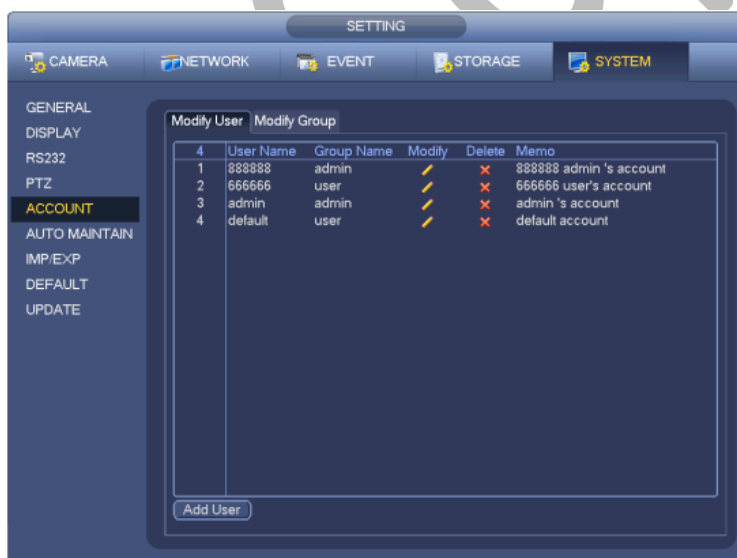 SETTING
CAMERA NETWORK EVENT STORAGE SYSTEM
GENERAL
DISPLAY
RS232
PTZ
ACCOUNT
AUTO MAINTAIN
IMP/EXP
DEFAULT
UPDATE
Modify User Modify Group
4 User Name Group Name Modify Delete Memo
1 888888 admin 888888 admin 's account
2 666666 user 666666 user's account
3 admin admin admin 's account
4 default user default account
Add User